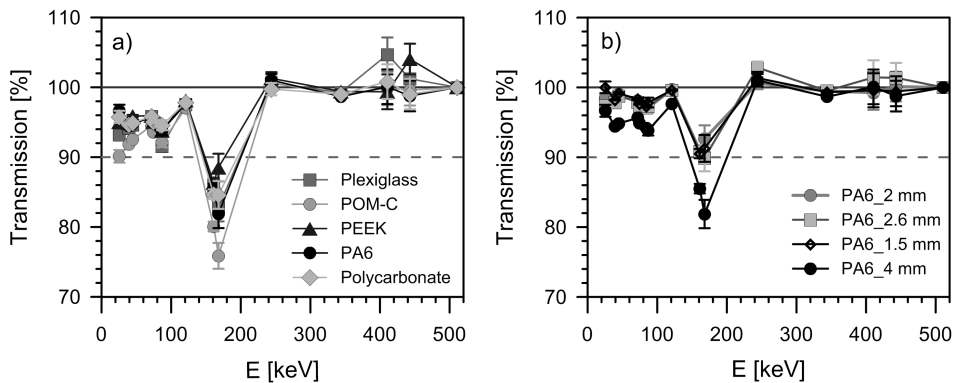 a)
Transmission [%]
110
100
90
80
70
0
100
200
300
400
500
E [keV]
Plexiglass
POM-C
PEEK
PA6
Polycarbonate
b)
Transmission [%]
110
100
90
80
70
0
100
200
300
400
500
E [keV]
PA6_2 mm
PA6_2.6 mm
PA6_1.5 mm
PA6_4 mm